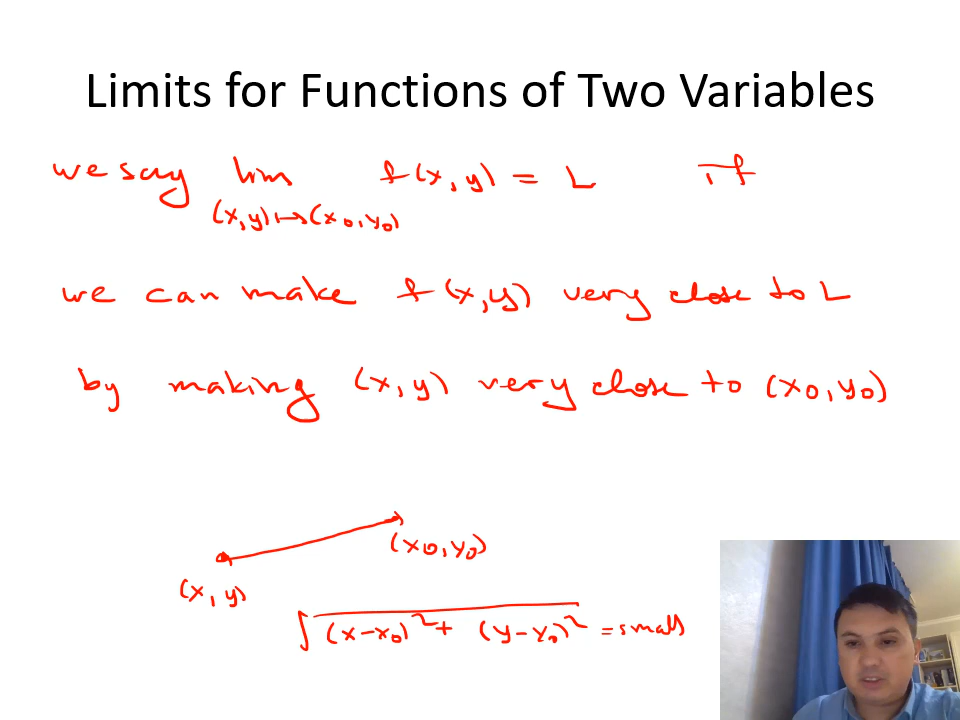 Limits for Functions of Two Variables
we say lim f(x,y) = L if
(x,y)↦(x₀,y₀)
we can make f(x,y) very close to L
by making (x,y) very close to (x₀,y₀)
(x₀,y₀)
(x,y)
√(x-x₀)²+(y-y₀)² = small